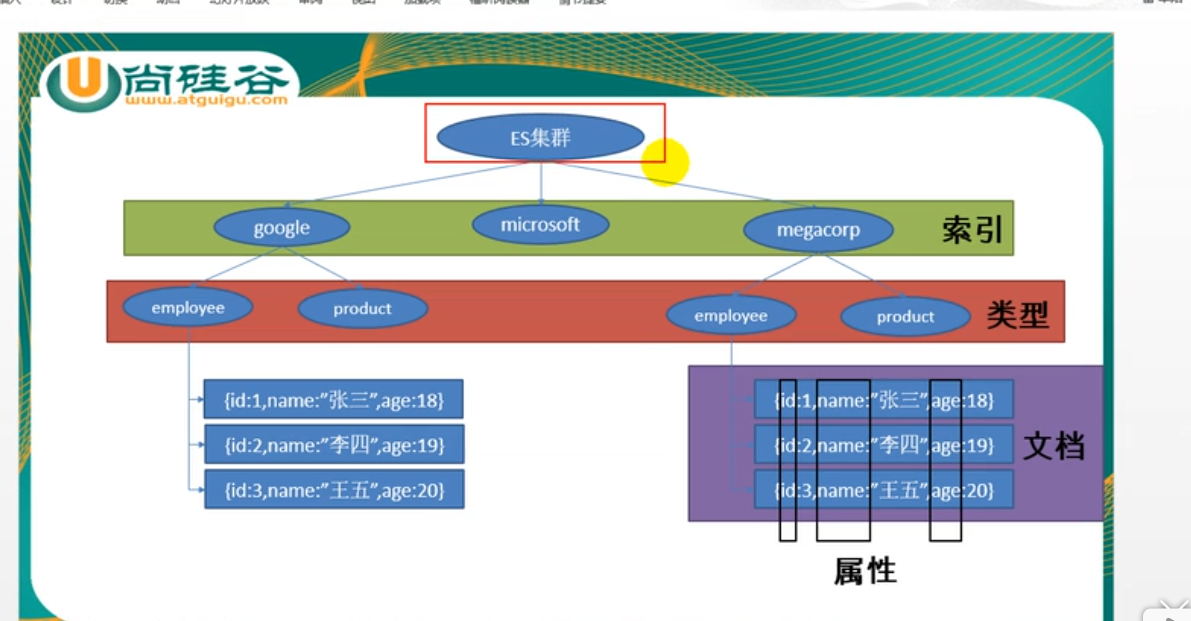 尚硅谷
www.atguigu.com
ES集群
google
microsoft
megacorp
索引
employee
product
employee
product
类型
{id:1,name:”张三”,age:18}
{id:2,name:”李四”,age:19}
{id:3,name:”王五”,age:20}
{id:1,name:”张三”,age:18}
{id:2,name:”李四”,age:19}
{id:3,name:”王五”,age:20}
文档
属性